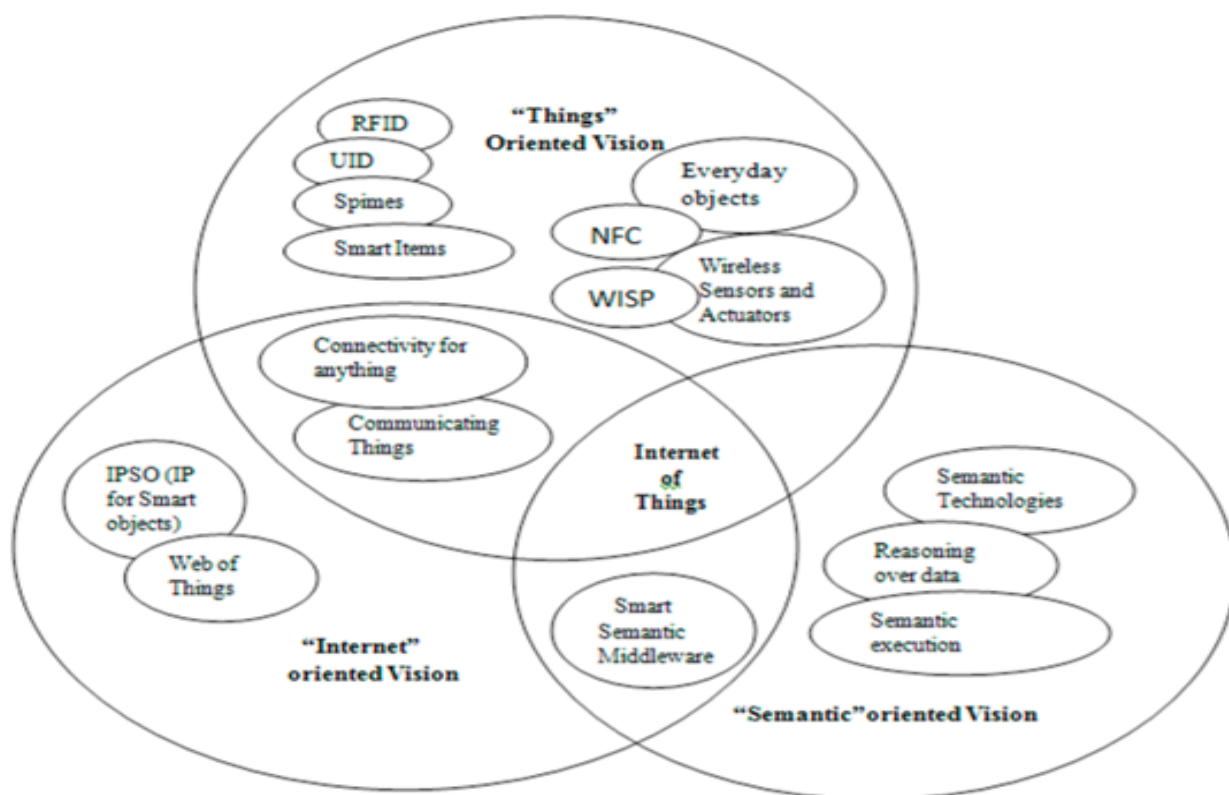 “Things”
Oriented Vision
RFID
UID
Spimes
Smart Items
Everyday
objects
NFC
WISP
Wireless
Sensors and
Actuators
Connectivity for
anything
Communicating
Things
IPSO (IP
for Smart
objects)
Web of
Things
“Internet”
oriented Vision
Internet
of
Things
Smart
Semantic
Middleware
Semantic
Technologies
Reasoning
over data
Semantic
execution
“Semantic”oriented Vision